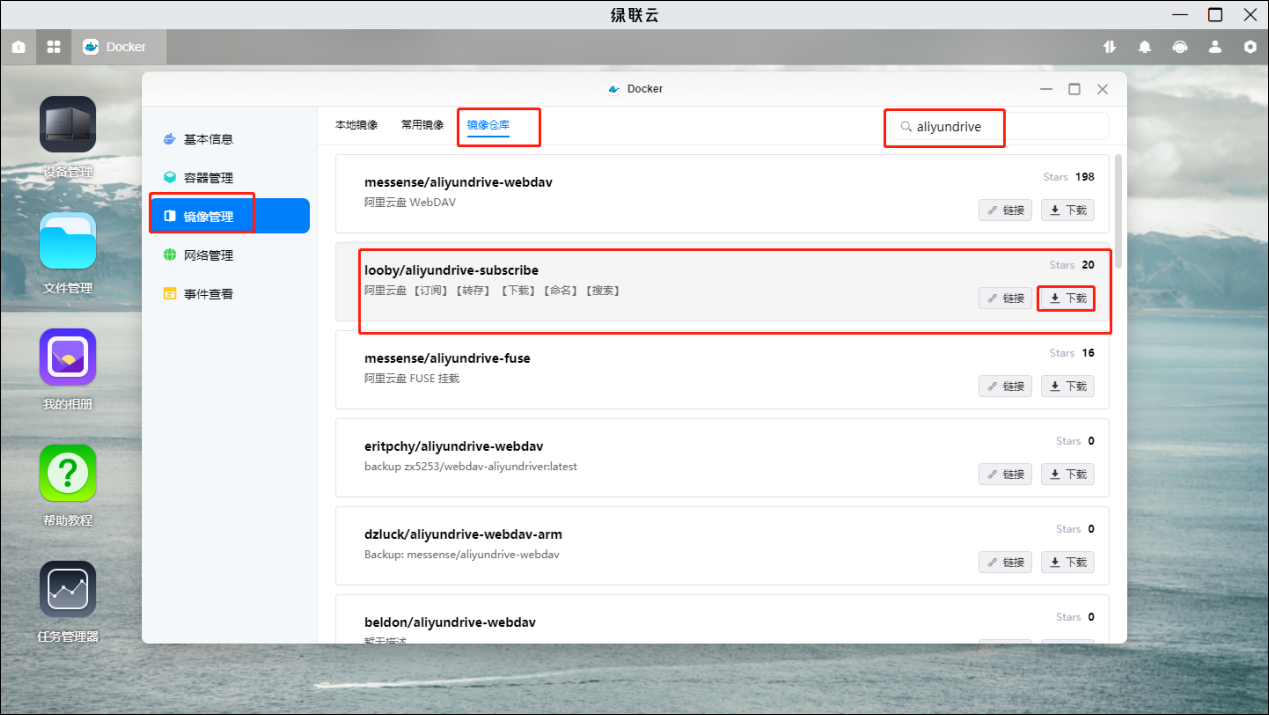 绿联云
Docker
Docker
设备管理
文件管理
我的相册
帮助教程
任务管理器
基本信息
容器管理
镜像管理
网络管理
事件查看
本地镜像 常用镜像 镜像仓库 aliyundrive
messense/aliyundrive-webdav Stars 198
阿里云盘 WebDAV
链接 下载
looby/aliyundrive-subscribe Stars 20
阿里云盘 【订阅】【转存】【下载】【命名】【搜索】
链接 下载
messense/aliyundrive-fuse Stars 16
阿里云盘 FUSE 挂载
链接 下载
eritpchy/aliyundrive-webdav Stars 0
backup zx5253/webdav-aliyundriver:latest
链接 下载
dzluck/aliyundrive-webdav-arm Stars 0
Backup: messense/aliyundrive-webdav
链接 下载
beldon/aliyundrive-webdav Stars 0
暂无描述